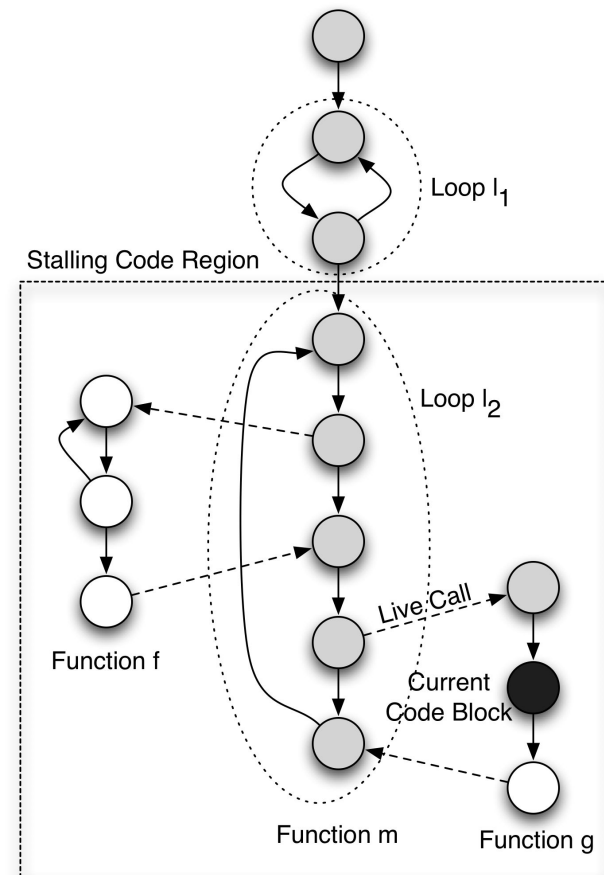 Loop l1
Stalling Code Region
Loop l2
Live Call
Function f
Current
Code Block
Function m
Function g